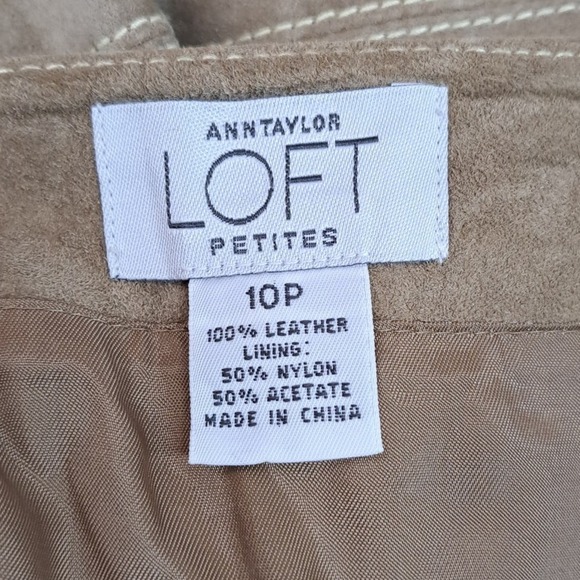 ANNTAYLOR
LOFT
PETITES
10P
100% LEATHER
LINING:
50% NYLON
50% ACETATE
MADE IN CHINA